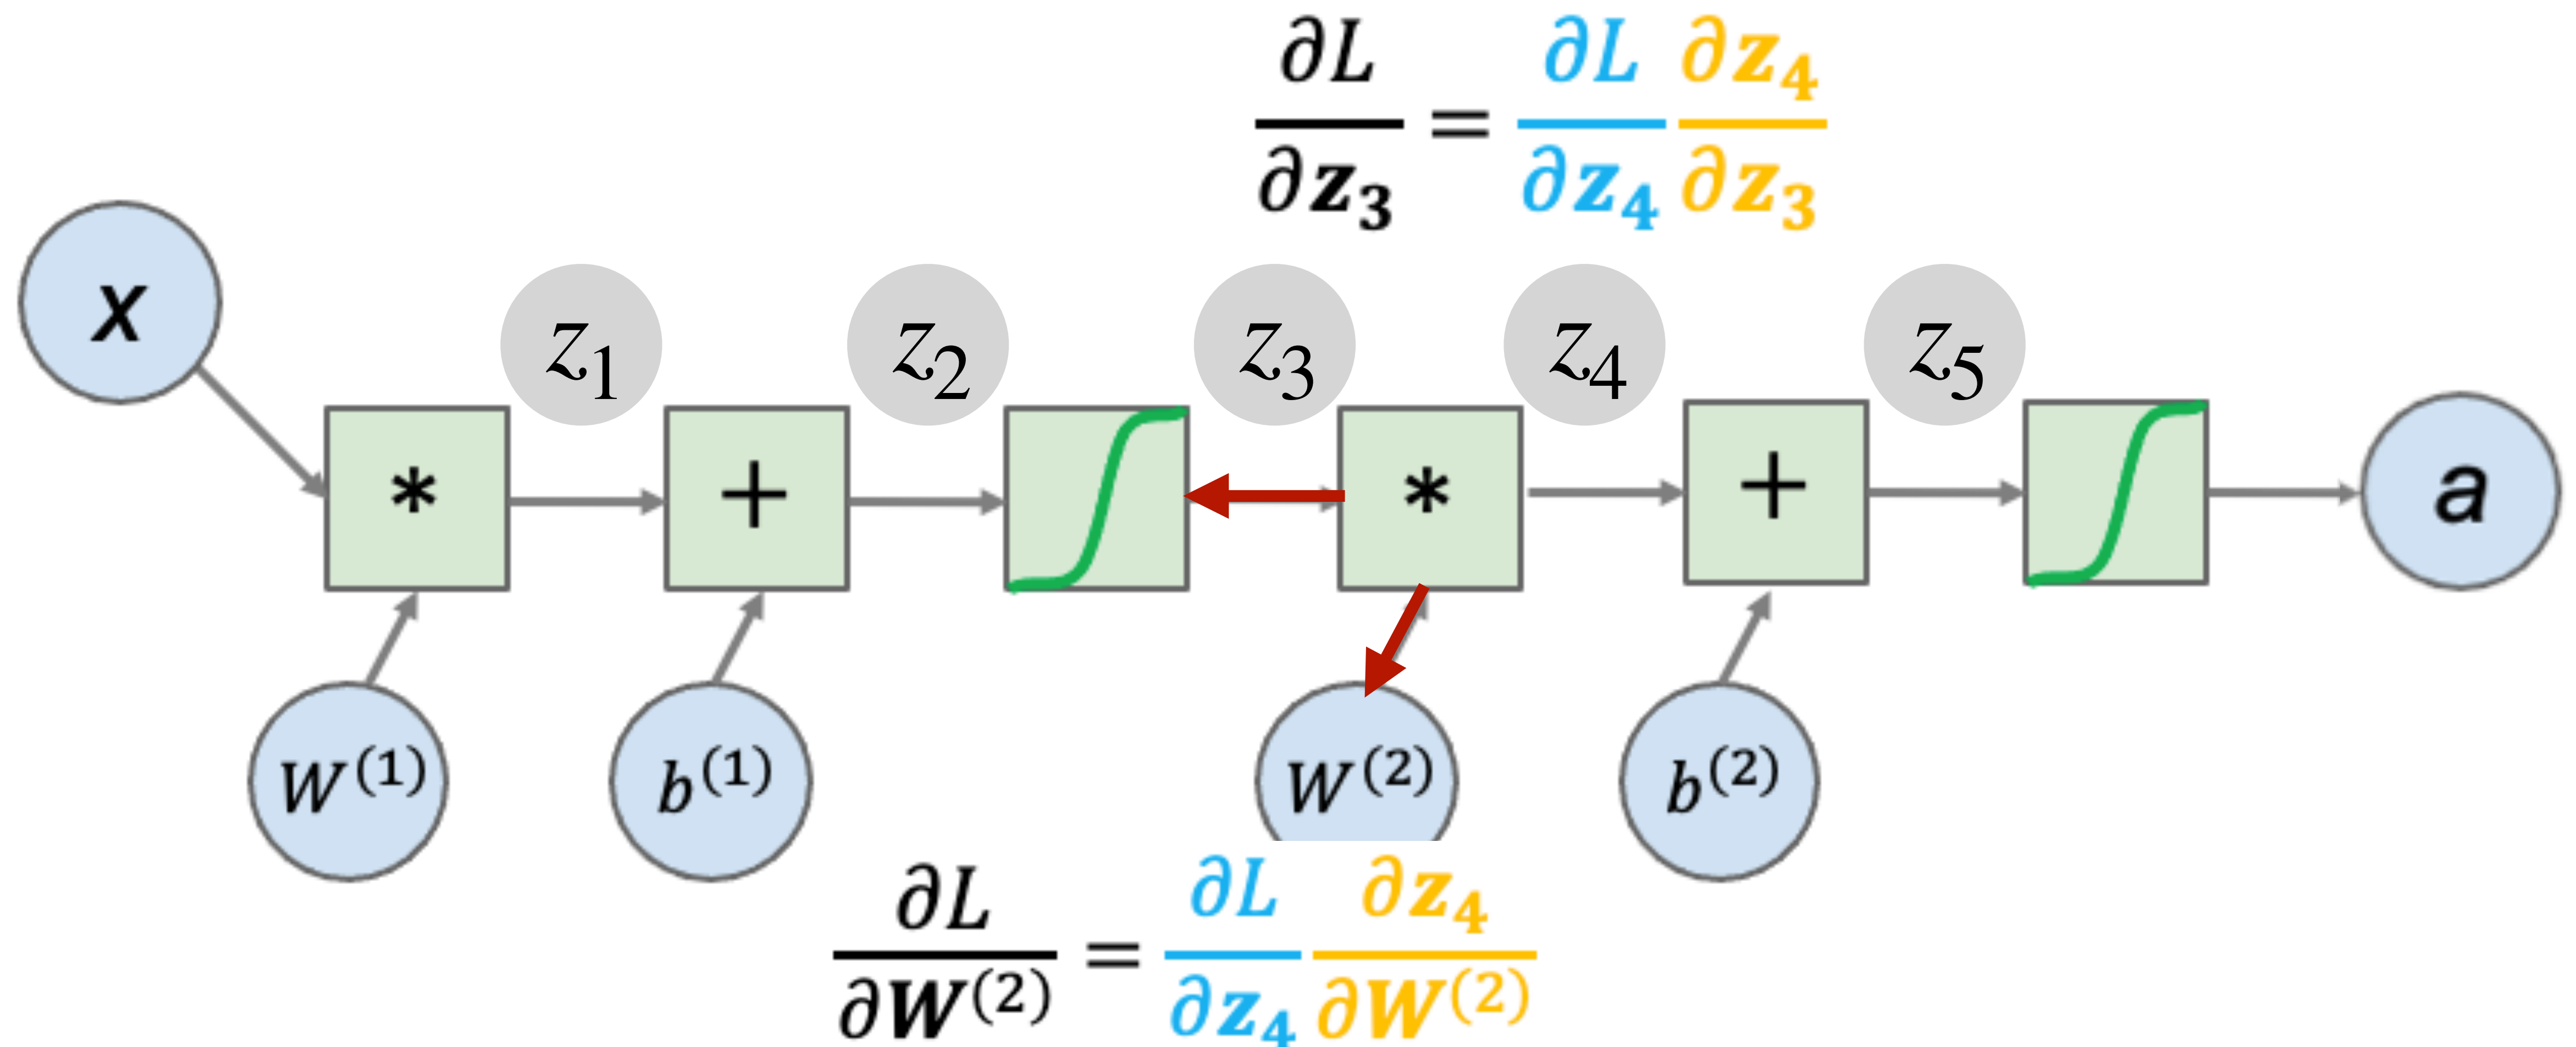 ∂L/∂z₃ = ∂L/∂z₄ ∂z₄/∂z₃
x
z₁ z₂ z₃ z₄ z₅
* + * + a
W⁽¹⁾ b⁽¹⁾ W⁽²⁾ b⁽²⁾
∂L/∂W⁽²⁾ = ∂L/∂z₄ ∂z₄/∂W⁽²⁾